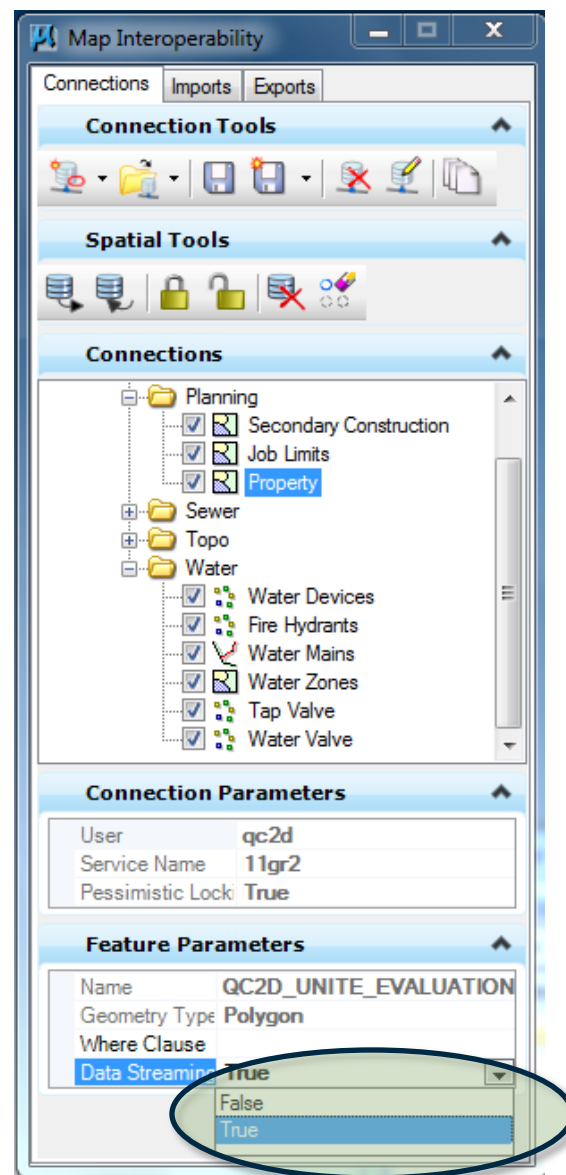 Map Interoperability
Connections Imports Exports
Connection Tools
Spatial Tools
Connections
Planning
Secondary Construction
Job Limits
Property
Sewer
Topo
Water
Water Devices
Fire Hydrants
Water Mains
Water Zones
Tap Valve
Water Valve
Connection Parameters
User qc2d
Service Name 11gr2
Pessimistic Locki True
Feature Parameters
Name QC2D_UNITE_EVALUATION
Geometry Type Polygon
Where Clause
Data Streaming True
False
True